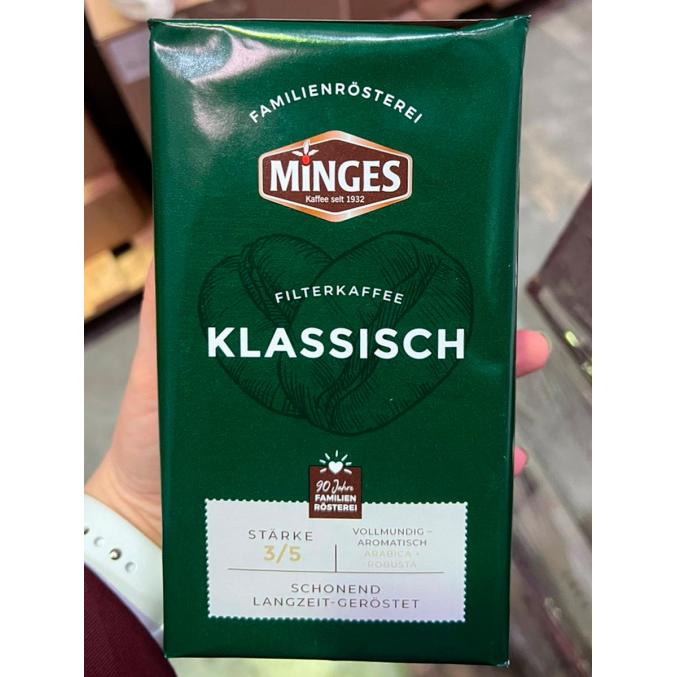 FAMILIENRÖSTEREI
MiNGES
Kaffee seit 1932
FILTERKAFFEE
KLASSISCH
90 Jahre
FAMILIEN
RÖSTEREI
STÄRKE
3/5
VOLLMUNDIG –
AROMATISCH
ARABICA +
ROBUSTA
SCHONEND
LANGZEIT-GERÖSTET